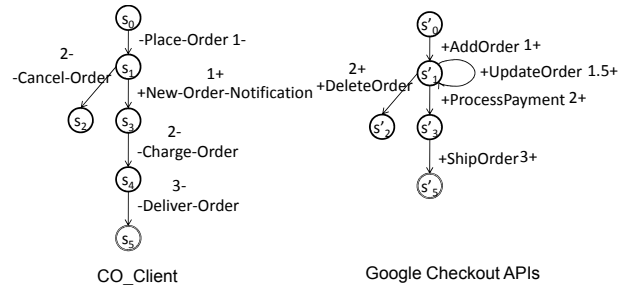 s0
-Place-Order 1-
2-
-Cancel-Order
s1
1+
+New-Order-Notification
s2
s3
2-
-Charge-Order
s4
3-
-Deliver-Order
s5
CO_Client
s'0
+AddOrder 1+
2+
+DeleteOrder
s'1
+UpdateOrder 1.5+
+ProcessPayment 2+
s'2
s'3
+ShipOrder 3+
s'5
Google Checkout APIs